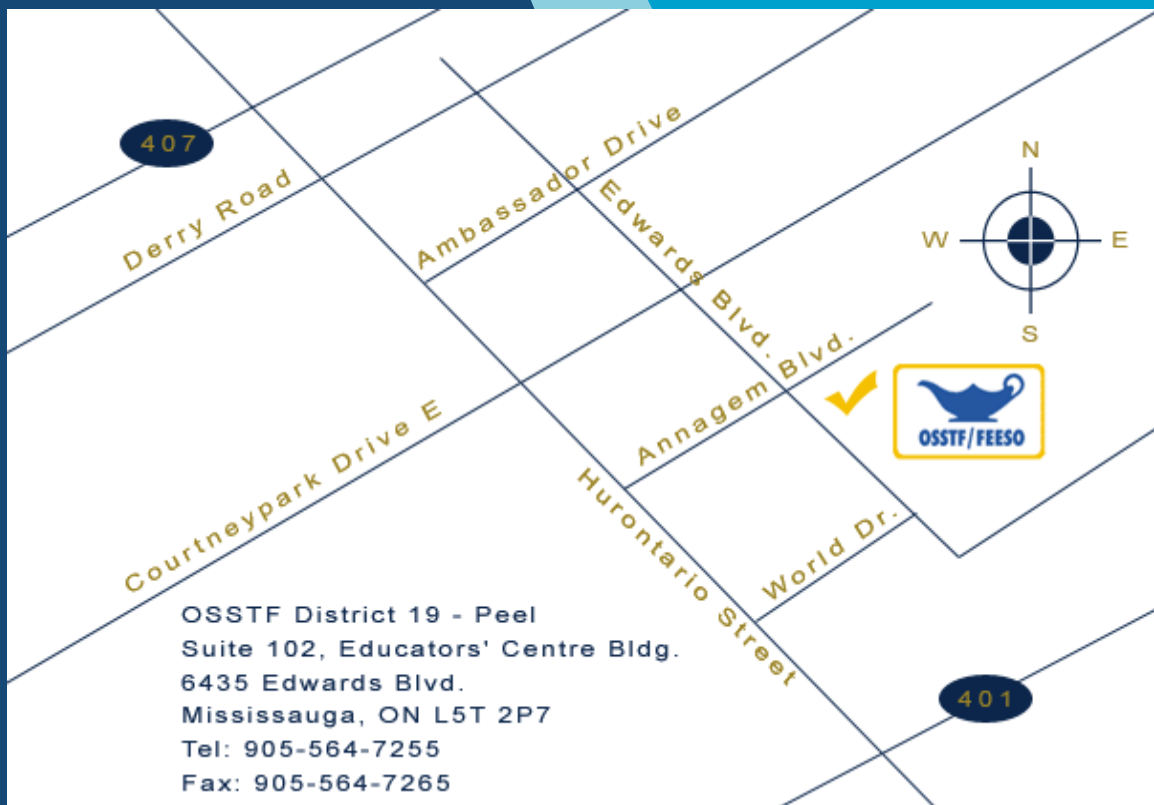 407
Derry Road
Ambassador Drive
Edwards Blvd.
N
W
E
S
Annagem Blvd.
OSSTF/FEESO
Courtneypark Drive E
Hurontario Street
World Dr.
401
OSSTF District 19 - Peel
Suite 102, Educators' Centre Bldg.
6435 Edwards Blvd.
Mississauga, ON L5T 2P7
Tel: 905-564-7255
Fax: 905-564-7265